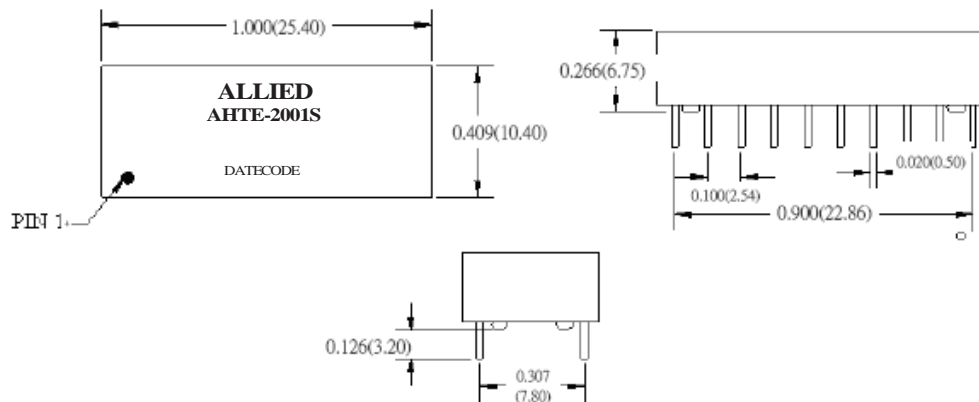 1.000(25.40)
ALLIED
AHTE-2001S
DATECODE
0.409(10.40)
PIN 1
0.266(6.75)
0.020(0.50)
0.100(2.54)
0.900(22.86)
0.126(3.20)
0.307
(7.80)